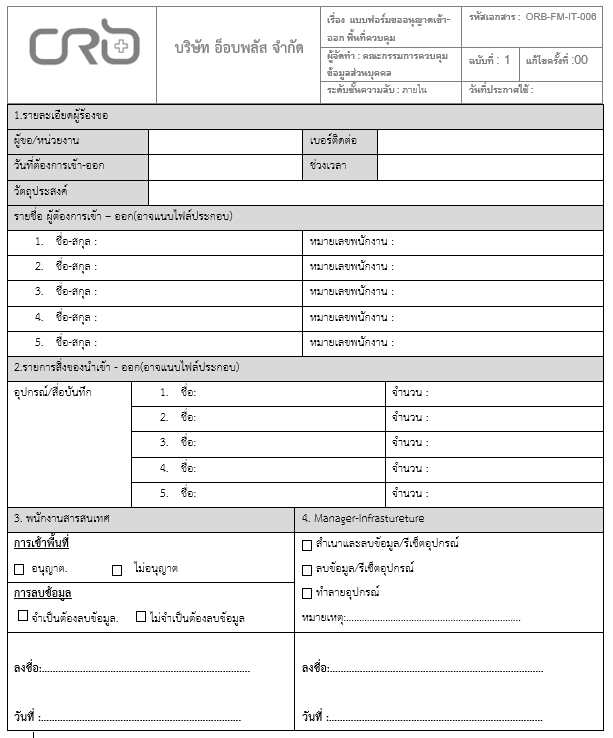 ORB
บริษัท อ็อบพลัส จำกัด
เรื่อง แบบฟอร์มขออนุญาตเข้า-
ออก พื้นที่ควบคุม
รหัสเอกสาร : ORB-FM-IT-006
ผู้จัดทำ : คณะกรรมการควบคุม
ข้อมูลส่วนบุคคล
ฉบับที่ : 1 แก้ไขครั้งที่ :00
ระดับชั้นความลับ : ภายใน
วันที่ประกาศใช้ :
1.รายละเอียดผู้ร้องขอ
ผู้ขอ/หน่วยงาน เบอร์ติดต่อ
วันที่ต้องการเข้า-ออก ช่วงเวลา
วัตถุประสงค์
รายชื่อ ผู้ต้องการเข้า – ออก(อาจแนบไฟล์ประกอบ)
1. ชื่อ-สกุล : หมายเลขพนักงาน :
2. ชื่อ-สกุล : หมายเลขพนักงาน :
3. ชื่อ-สกุล : หมายเลขพนักงาน :
4. ชื่อ-สกุล : หมายเลขพนักงาน :
5. ชื่อ-สกุล : หมายเลขพนักงาน :
2.รายการสิ่งของนำเข้า - ออก(อาจแนบไฟล์ประกอบ)
อุปกรณ์/สื่อบันทึก 1. ชื่อ: จำนวน :
2. ชื่อ: จำนวน :
3. ชื่อ: จำนวน :
4. ชื่อ: จำนวน :
5. ชื่อ: จำนวน :
3. พนักงานสารสนเทศ
การเข้าพื้นที่
อนุญาต. ไม่อนุญาต
การลบข้อมูล
จำเป็นต้องลบข้อมูล. ไม่จำเป็นต้องลบข้อมูล
ลงชื่อ:..........................................................
วันที่ :..........................................................
4. Manager-Infrastureture
สำเนาและลบข้อมูล/รีเซ็ตอุปกรณ์
ลบข้อมูล/รีเซ็ตอุปกรณ์
ทำลายอุปกรณ์
หมายเหตุ:..................................................
ลงชื่อ:..........................................................
วันที่ :..........................................................